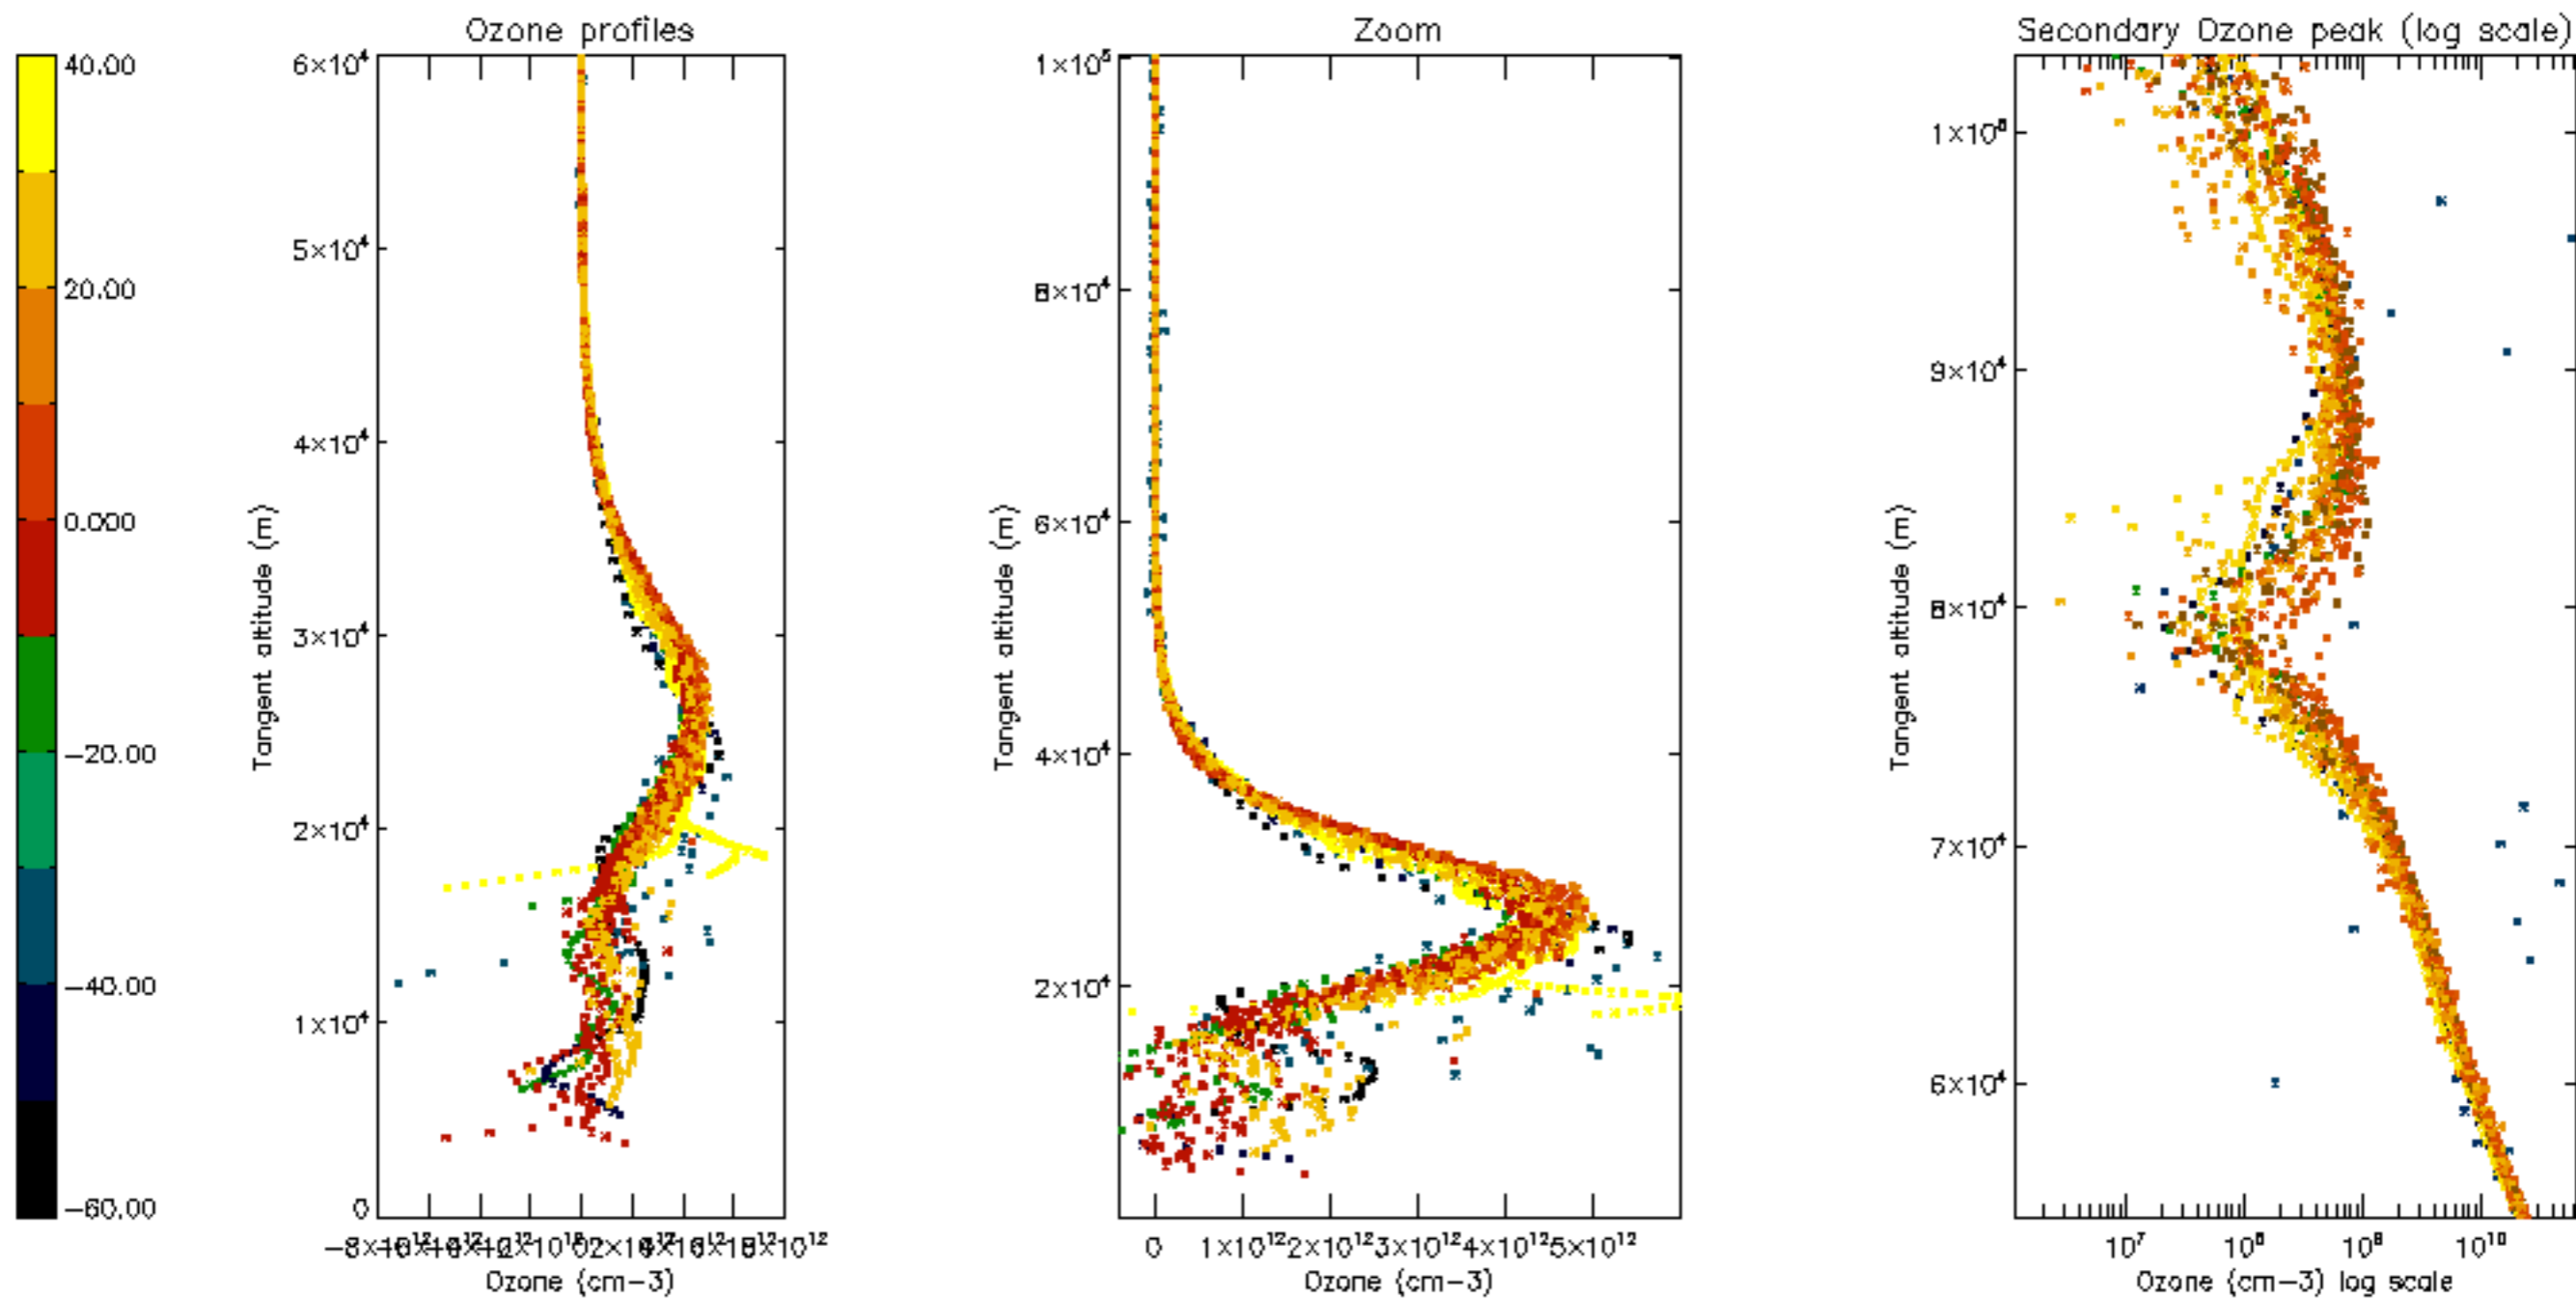 Ozone profiles
Zoom
Secondary Ozone peak (log scale)
40.00
20.00
0.000
−20.00
−40.00
−60.00
6×10⁴
5×10⁴
4×10⁴
3×10⁴
2×10⁴
1×10⁴
0
Tangent altitude (m)
Ozone (cm−3)
1×10⁵
8×10⁴
6×10⁴
4×10⁴
2×10⁴
Tangent altitude (m)
0 1×10¹² 2×10¹² 3×10¹² 4×10¹² 5×10¹²
Ozone (cm−3)
9×10⁴
8×10⁴
7×10⁴
6×10⁴
Tangent altitude (m)
10⁷ 10⁸ 10⁹ 10¹⁰
Ozone (cm−3) log scale